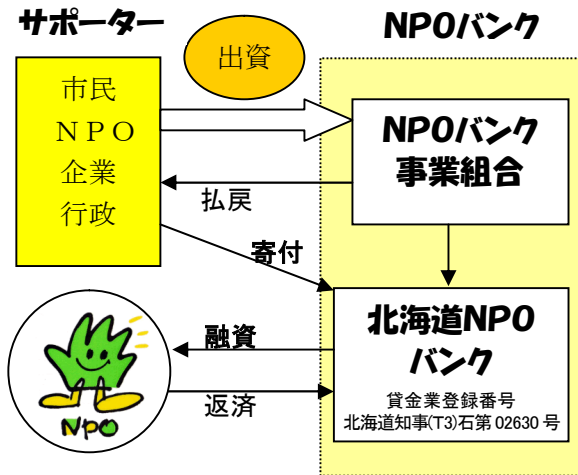 サポーター
NPOバンク
出資
市民
ＮＰＯ
企業
行政
NPOバンク
事業組合
払戻
寄付
北海道NPO
バンク
貸金業登録番号
北海道知事(T3)石第 02630 号
融資
返済
NPO